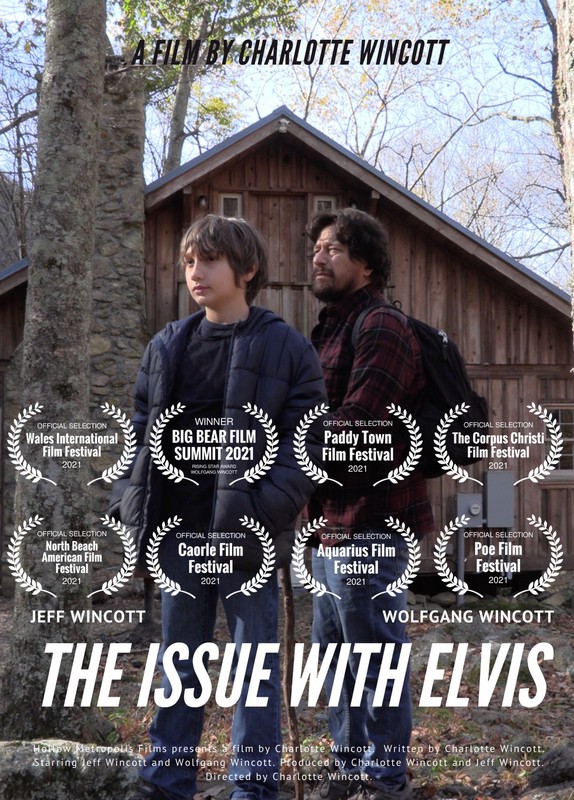 A FILM BY CHARLOTTE WINCOTT
OFFICIAL SELECTION
Wales International
Film Festival
2021
WINNER
BIG BEAR FILM
SUMMIT 2021
RISING STAR AWARD
WOLFGANG WINCOTT
OFFICIAL SELECTION
Paddy Town
Film Festival
2021
OFFICIAL SELECTION
The Corpus Christi
Film Festival
2021
OFFICIAL SELECTION
North Beach
American Film
Festival
2021
OFFICIAL SELECTION
Caorle Film
Festival
2021
OFFICIAL SELECTION
Aquarius Film
Festival
2021
OFFICIAL SELECTION
Poe Film
Festival
2021
JEFF WINCOTT
WOLFGANG WINCOTT
THE ISSUE WITH ELVIS
Hollow Metropolis Films presents a film by Charlotte Wincott. Written by Charlotte Wincott.
Starring Jeff Wincott and Wolfgang Wincott. Produced by Charlotte Wincott and Jeff Wincott.
Directed by Charlotte Wincott.